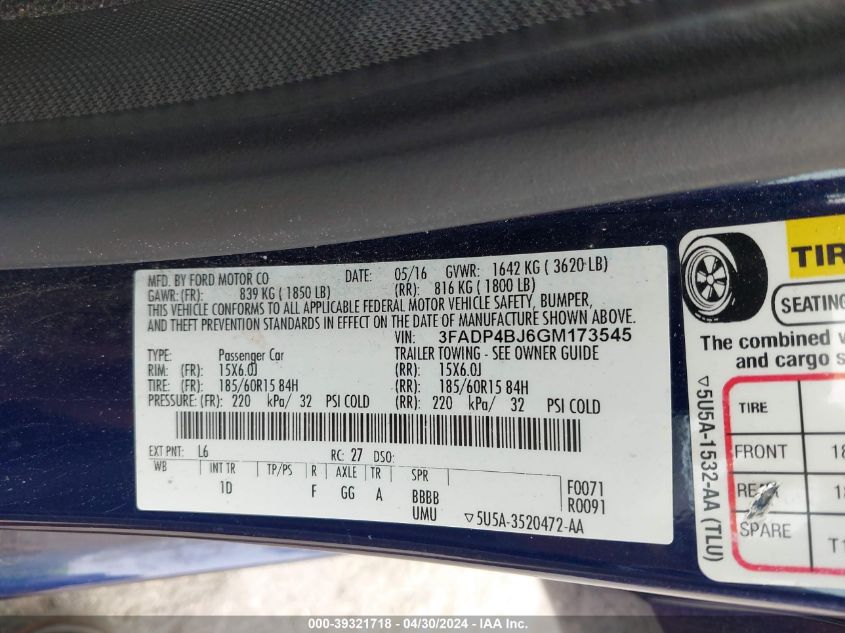 MFD. BY FORD MOTOR CO DATE: 05/16 GVWR: 1642 KG ( 3620 LB)
GAWR: (FR): 839 KG ( 1850 LB) (RR): 816 KG ( 1800 LB)
THIS VEHICLE CONFORMS TO ALL APPLICABLE FEDERAL MOTOR VEHICLE SAFETY, BUMPER,
AND THEFT PREVENTION STANDARDS IN EFFECT ON THE DATE OF MANUFACTURE SHOWN ABOVE.
VIN: 3FADP4BJ6GM173545
TYPE: Passenger Car TRAILER TOWING - SEE OWNER GUIDE
RIM: (FR): 15X6.0J (RR): 15X6.0J
TIRE: (FR): 185/60R15 84H (RR): 185/60R15 84H
PRESSURE: (FR): 220 kPa/ 32 PSI COLD (RR): 220 kPa/ 32 PSI COLD
EXT PNT: L6 RC: 27 DSO:
WB INT TR TP/PS R AXLE TR SPR
1D F GG A BBBB
UMU
F0071
R0091
▽5U5A-3520472-AA
TIR
SEATING
The combined
and cargo s
▽5U5A-1532-AA (TLU)
TIRE
FRONT 18
SPARE T1
000-39321718 - 04/30/2024 - IAA Inc.